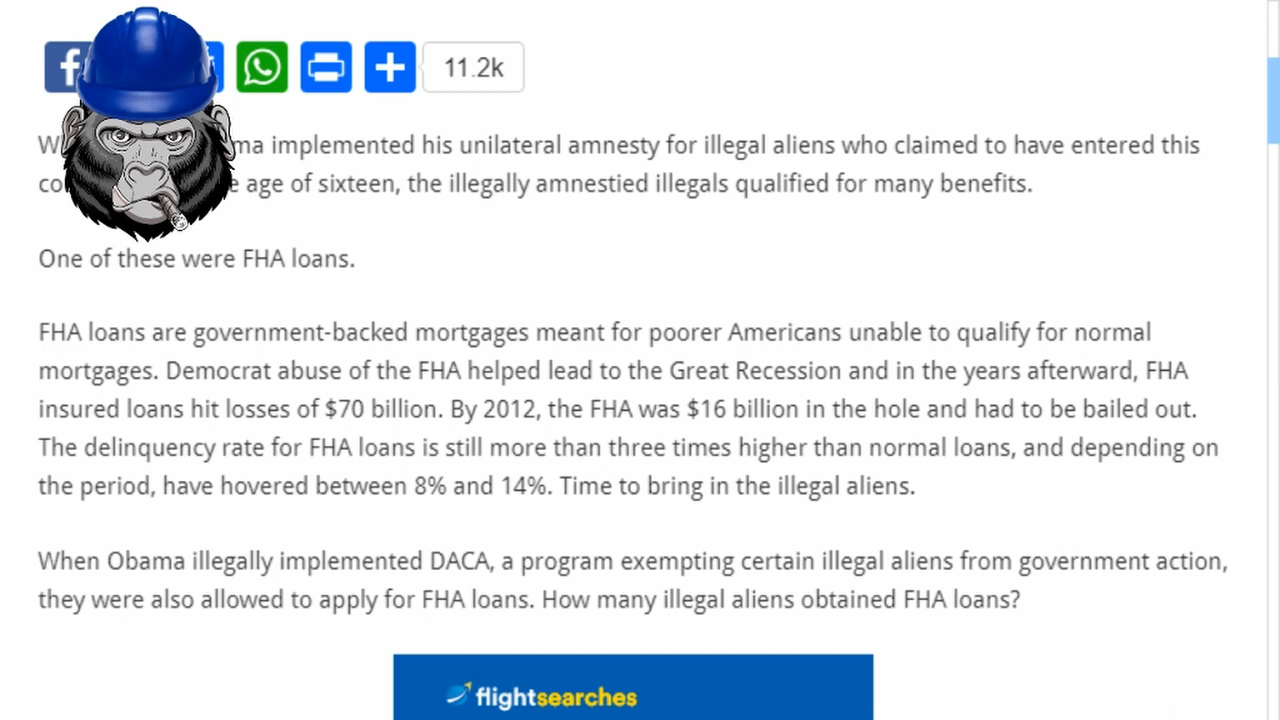 11.2k
ma implemented his unilateral amnesty for illegal aliens who claimed to have entered this
age of sixteen, the illegally amnestied illegals qualified for many benefits.
One of these were FHA loans.
FHA loans are government-backed mortgages meant for poorer Americans unable to qualify for normal
mortgages. Democrat abuse of the FHA helped lead to the Great Recession and in the years afterward, FHA
insured loans hit losses of $70 billion. By 2012, the FHA was $16 billion in the hole and had to be bailed out.
The delinquency rate for FHA loans is still more than three times higher than normal loans, and depending on
the period, have hovered between 8% and 14%. Time to bring in the illegal aliens.
When Obama illegally implemented DACA, a program exempting certain illegal aliens from government action,
they were also allowed to apply for FHA loans. How many illegal aliens obtained FHA loans?
flightsearches